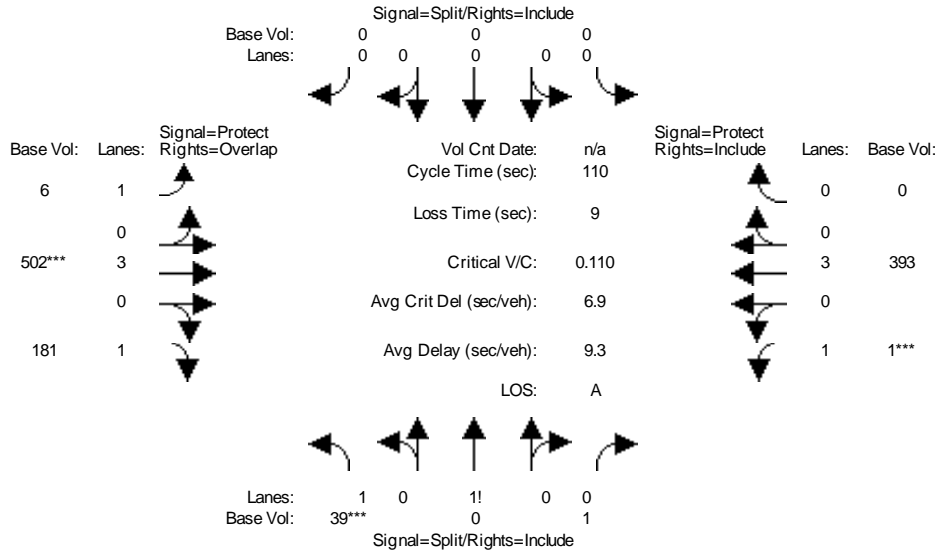 Signal=Split/Rights=Include
Base Vol: 0 0 0
Lanes: 0 0 0 0 0
Signal=Protect
Base Vol: Lanes: Rights=Overlap
Vol Cnt Date: n/a
Signal=Protect
Rights=Include Lanes: Base Vol:
Cycle Time (sec): 110
6 1
0 0
Loss Time (sec): 9
0
0
502*** 3
Critical V/C: 0.110
3 393
0
Avg Crit Del (sec/veh): 6.9
0
181 1
Avg Delay (sec/veh): 9.3
1 1***
LOS: A
Lanes: 1 0 1! 0 0
Base Vol: 39*** 0 1
Signal=Split/Rights=Include